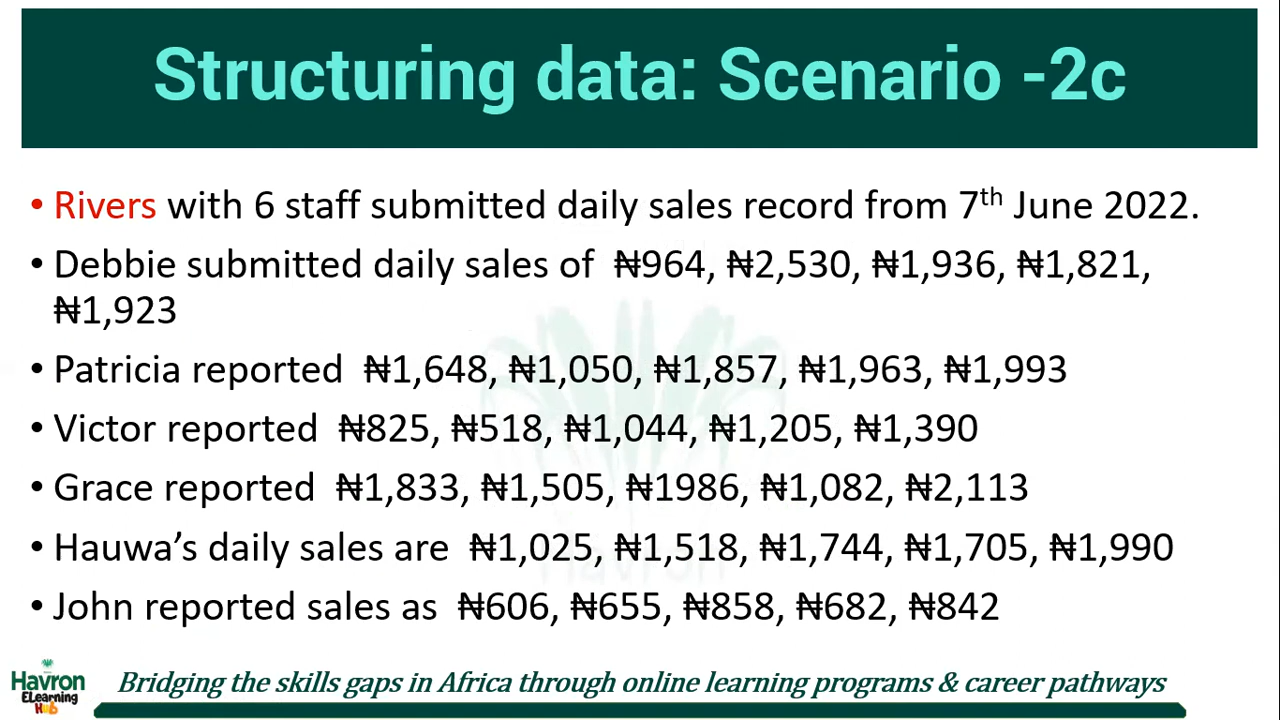 Structuring data: Scenario -2c
• Rivers with 6 staff submitted daily sales record from 7th June 2022.
• Debbie submitted daily sales of ₦964, ₦2,530, ₦1,936, ₦1,821,
₦1,923
• Patricia reported ₦1,648, ₦1,050, ₦1,857, ₦1,963, ₦1,993
• Victor reported ₦825, ₦518, ₦1,044, ₦1,205, ₦1,390
• Grace reported ₦1,833, ₦1,505, ₦1986, ₦1,082, ₦2,113
• Hauwa’s daily sales are ₦1,025, ₦1,518, ₦1,744, ₦1,705, ₦1,990
• John reported sales as ₦606, ₦655, ₦858, ₦682, ₦842
Havron
ELearning
Hub
Bridging the skills gaps in Africa through online learning programs & career pathways